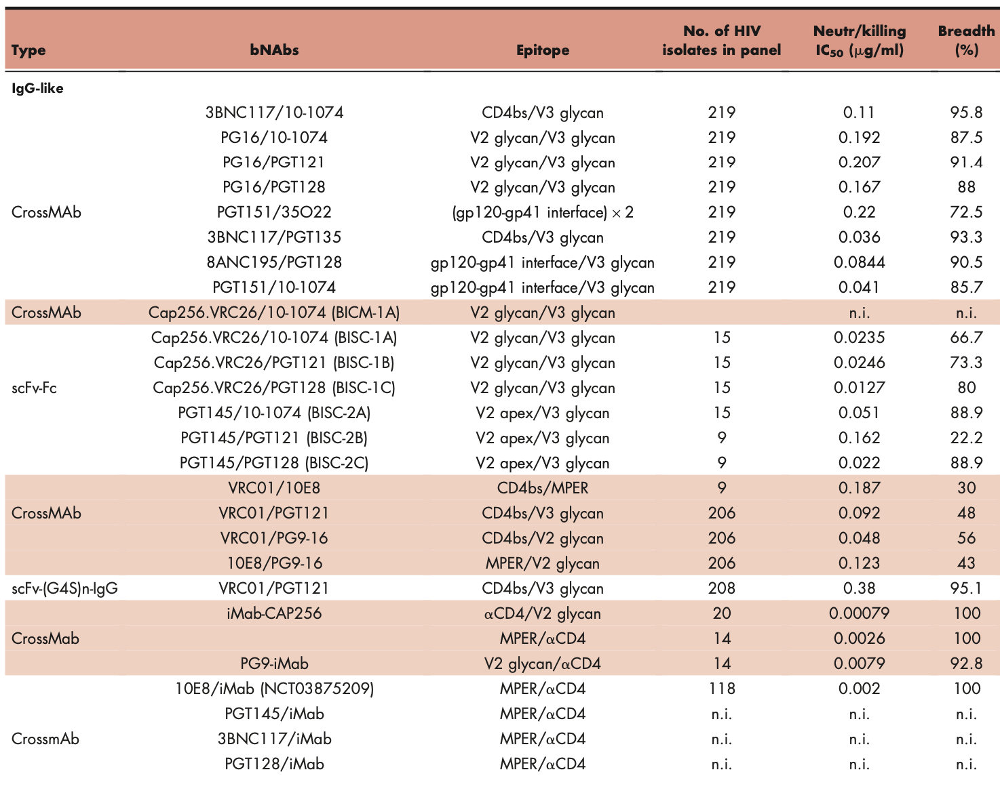 Type bNAbs Epitope No. of HIV isolates in panel Neutr/killing IC₅₀ (μg/ml) Breadth (%)
IgG-like
3BNC117/10-1074 CD4bs/V3 glycan 219 0.11 95.8
PG16/10-1074 V2 glycan/V3 glycan 219 0.192 87.5
PG16/PGT121 V2 glycan/V3 glycan 219 0.207 91.4
PG16/PGT128 V2 glycan/V3 glycan 219 0.167 88
CrossMAb PGT151/35O22 (gp120-gp41 interface) × 2 219 0.22 72.5
3BNC117/PGT135 CD4bs/V3 glycan 219 0.036 93.3
8ANC195/PGT128 gp120-gp41 interface/V3 glycan 219 0.0844 90.5
PGT151/10-1074 gp120-gp41 interface/V3 glycan 219 0.041 85.7
CrossMAb Cap256.VRC26/10-1074 (BICM-1A) V2 glycan/V3 glycan n.i. n.i.
Cap256.VRC26/10-1074 (BISC-1A) V2 glycan/V3 glycan 15 0.0235 66.7
Cap256.VRC26/PGT121 (BISC-1B) V2 glycan/V3 glycan 15 0.0246 73.3
scFv-Fc Cap256.VRC26/PGT128 (BISC-1C) V2 glycan/V3 glycan 15 0.0127 80
PGT145/10-1074 (BISC-2A) V2 apex/V3 glycan 15 0.051 88.9
PGT145/PGT121 (BISC-2B) V2 apex/V3 glycan 9 0.162 22.2
PGT145/PGT128 (BISC-2C) V2 apex/V3 glycan 9 0.022 88.9
VRC01/10E8 CD4bs/MPER 9 0.187 30
CrossMAb VRC01/PGT121 CD4bs/V3 glycan 206 0.092 48
VRC01/PG9-16 CD4bs/V2 glycan 206 0.048 56
10E8/PG9-16 MPER/V2 glycan 206 0.123 43
scFv-(G4S)n-IgG VRC01/PGT121 CD4bs/V3 glycan 208 0.38 95.1
iMab-CAP256 αCD4/V2 glycan 20 0.00079 100
CrossMab MPER/αCD4 14 0.0026 100
PG9-iMab V2 glycan/αCD4 14 0.0079 92.8
10E8/iMab (NCT03875209) MPER/αCD4 118 0.002 100
PGT145/iMab MPER/αCD4 n.i. n.i. n.i.
CrossmAb 3BNC117/iMab MPER/αCD4 n.i. n.i. n.i.
PGT128/iMab MPER/αCD4 n.i. n.i. n.i.